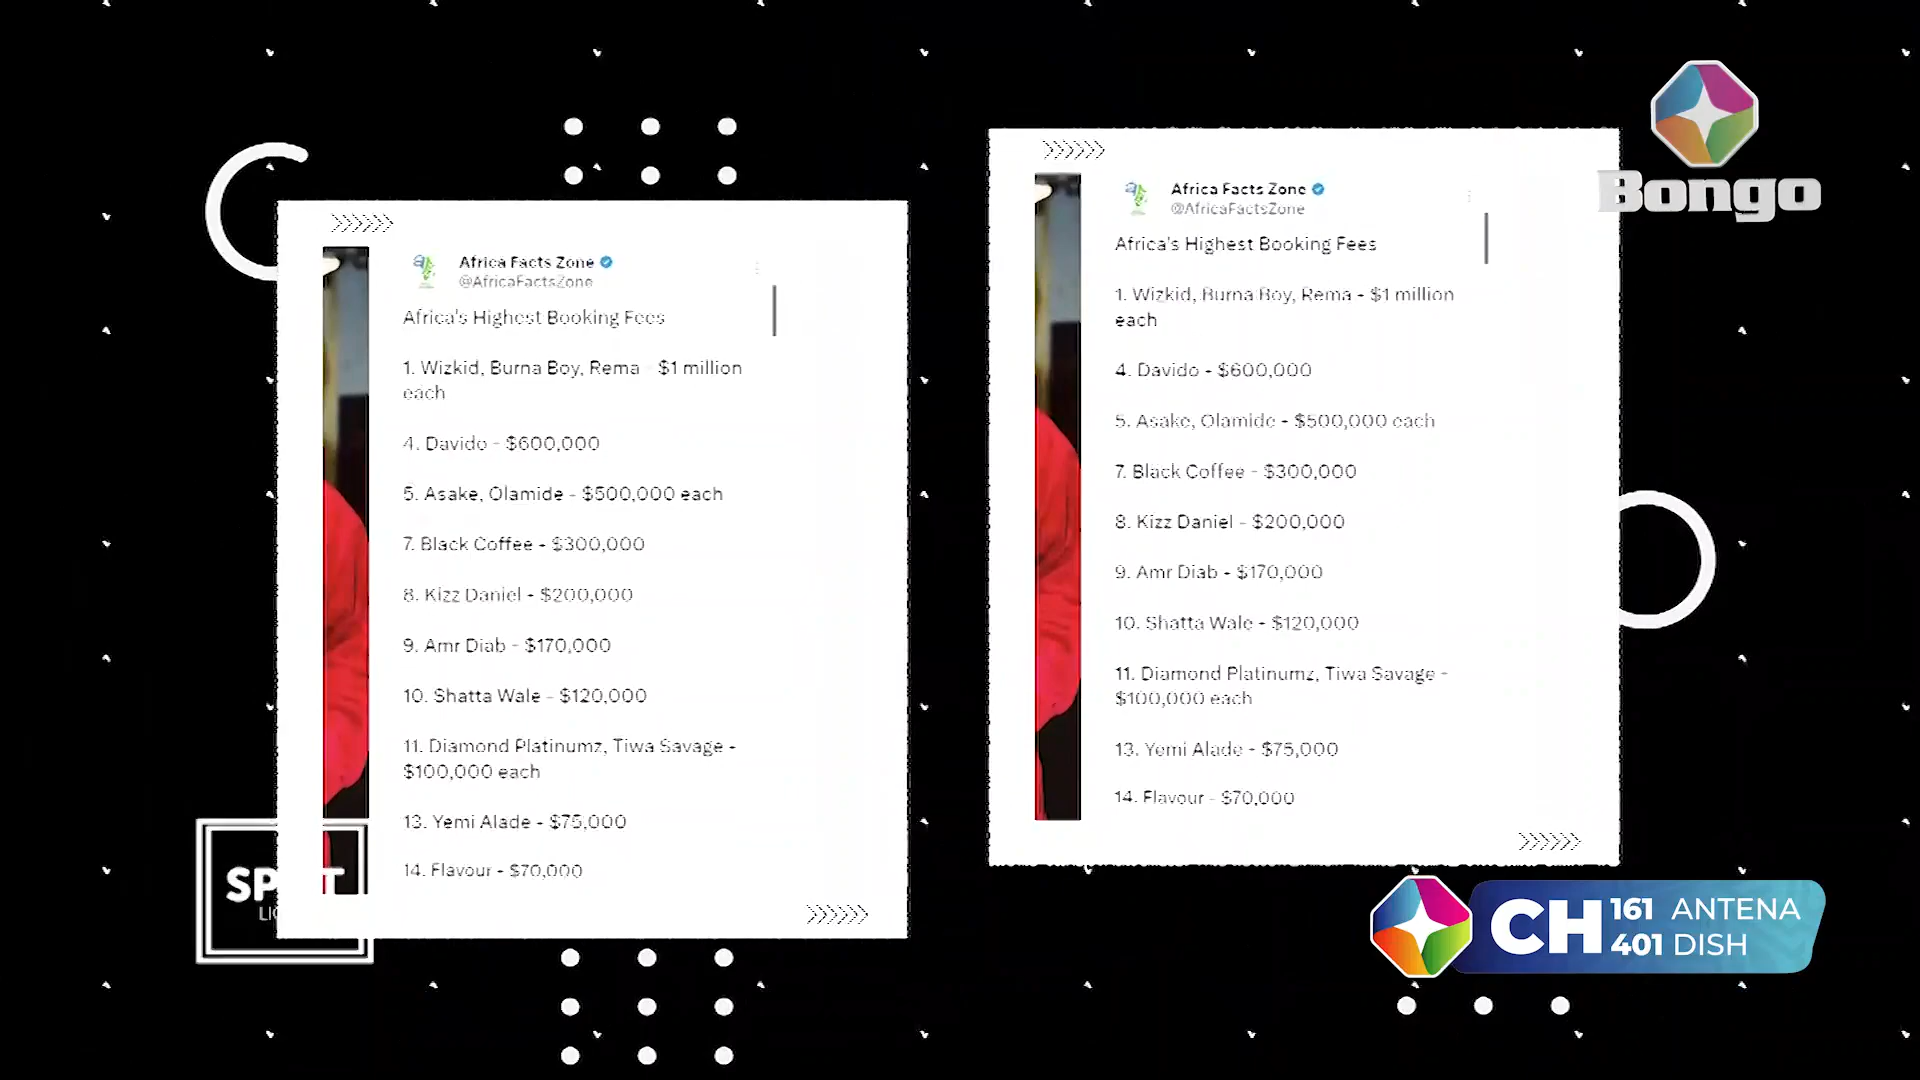 Africa Facts Zone
@AfricaFactsZone
Africa's Highest Booking Fees
1. Wizkid, Burna Boy, Rema - $1 million
each
4. Davido - $600,000
5. Asake, Olamide - $500,000 each
7. Black Coffee - $300,000
8. Kizz Daniel - $200,000
9. Amr Diab - $170,000
10. Shatta Wale - $120,000
11. Diamond Platinumz, Tiwa Savage -
$100,000 each
13. Yemi Alade - $75,000
14. Flavour - $70,000
Africa Facts Zone
@AfricaFactsZone
Africa's Highest Booking Fees
1. Wizkid, Burna Boy, Rema - $1 million
each
4. Davido - $600,000
5. Asake, Olamide - $500,000 each
7. Black Coffee - $300,000
8. Kizz Daniel - $200,000
9. Amr Diab - $170,000
10. Shatta Wale - $120,000
11. Diamond Platinumz, Tiwa Savage -
$100,000 each
13. Yemi Alade - $75,000
14. Flavour - $70,000
Bongo
CH 161 ANTENA
401 DISH